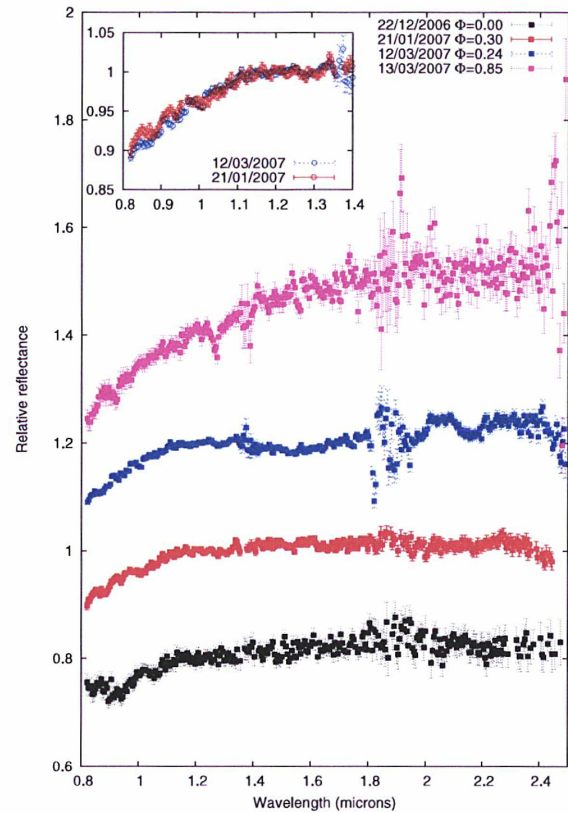 22/12/2006 Φ=0.00
21/01/2007 Φ=0.30
12/03/2007 Φ=0.24
13/03/2007 Φ=0.85
2
1.8
1.6
1.4
1.2
1
0.8
0.6
1.05
1
0.95
0.9
0.85
12/03/2007
21/01/2007
0.8 0.9 1 1.1 1.2 1.3 1.4
Relative reflectance
0.8 1 1.2 1.4 1.6 1.8 2 2.2 2.4
Wavelength (microns)